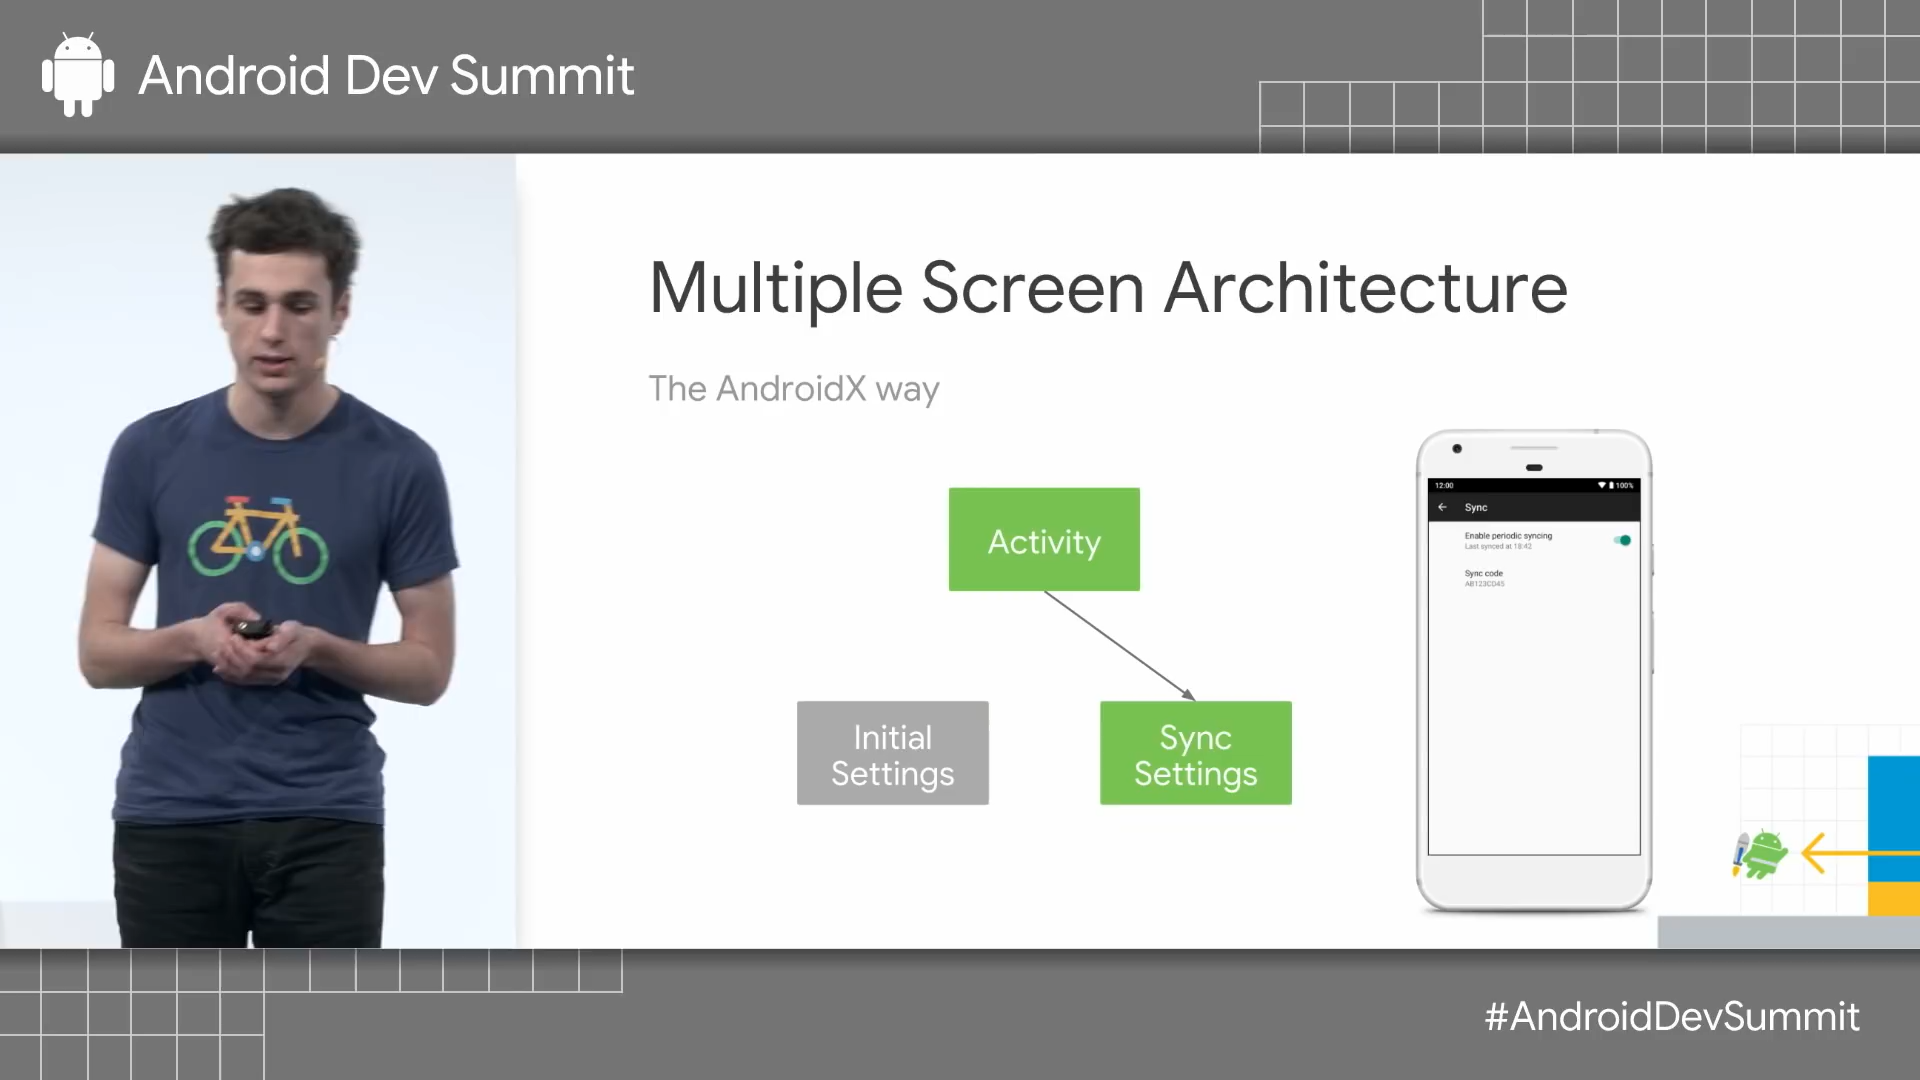 Android Dev Summit
Multiple Screen Architecture
The AndroidX way
Activity
Initial
Settings
Sync
Settings
12:00
100%
Sync
Enable periodic syncing
Last synced at 18:42
Sync code
AB123CD45
#AndroidDevSummit